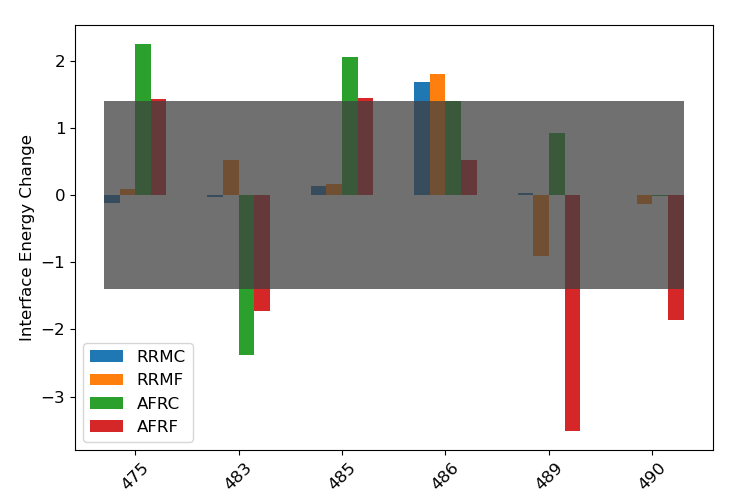 Interface Energy Change
2
1
0
−1
−2
−3
RRMC
RRMF
AFRC
AFRF
475
483
485
486
489
490